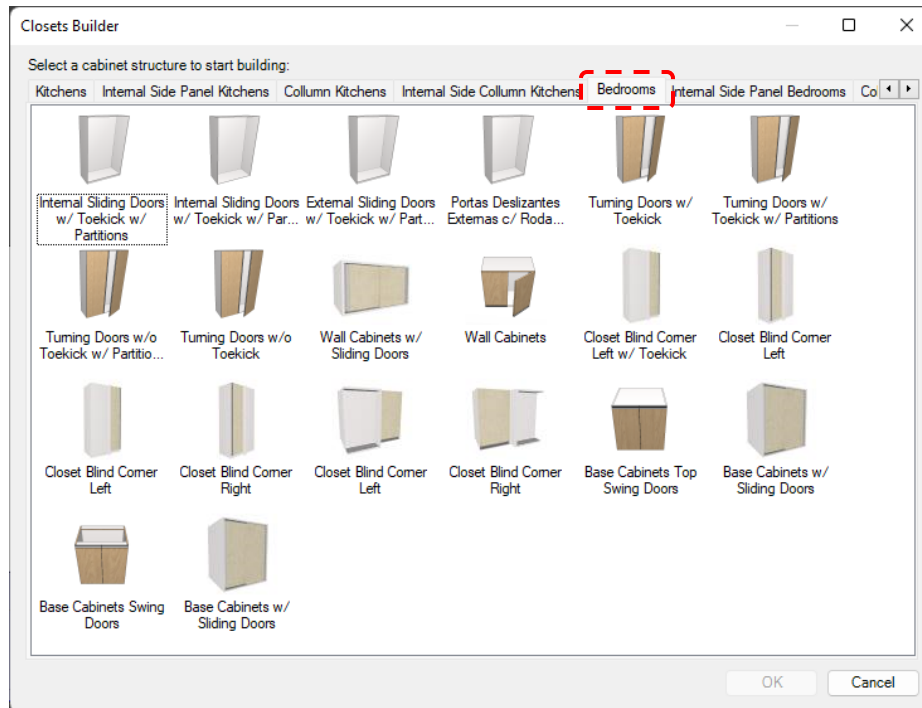 Closets Builder
Select a cabinet structure to start building:
Kitchens Internal Side Panel Kitchens Collumn Kitchens Internal Side Collumn Kitchens Bedrooms Internal Side Panel Bedrooms Co
Internal Sliding Doors w/ Toekick w/ Partitions
Internal Sliding Doors w/ Toekick w/ Par...
External Sliding Doors w/ Toekick w/ Part...
Portas Deslizantes Externas c/ Roda...
Turning Doors w/ Toekick
Turning Doors w/ Toekick w/ Partitions
Turning Doors w/o Toekick w/ Partitio...
Turning Doors w/o Toekick
Wall Cabinets w/ Sliding Doors
Wall Cabinets
Closet Blind Corner Left w/ Toekick
Closet Blind Corner Left
Closet Blind Corner Left
Closet Blind Corner Right
Closet Blind Corner Left
Closet Blind Corner Right
Base Cabinets Top Swing Doors
Base Cabinets w/ Sliding Doors
Base Cabinets Swing Doors
Base Cabinets w/ Sliding Doors
OK Cancel